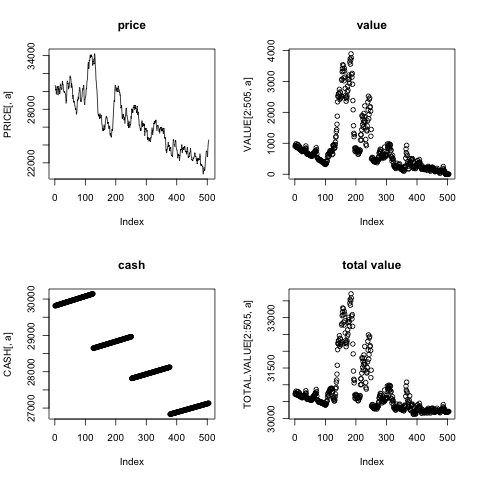 price
PRICE[, a]
22000 28000 34000
0 100 200 300 400 500
Index
value
VALUE[2:505, a]
0 1000 2000 3000 4000
0 100 200 300 400 500
Index
cash
CASH[, a]
27000 28000 29000 30000
0 100 200 300 400 500
Index
total value
TOTAL.VALUE[2:505, a]
30000 31500 33000
0 100 200 300 400 500
Index